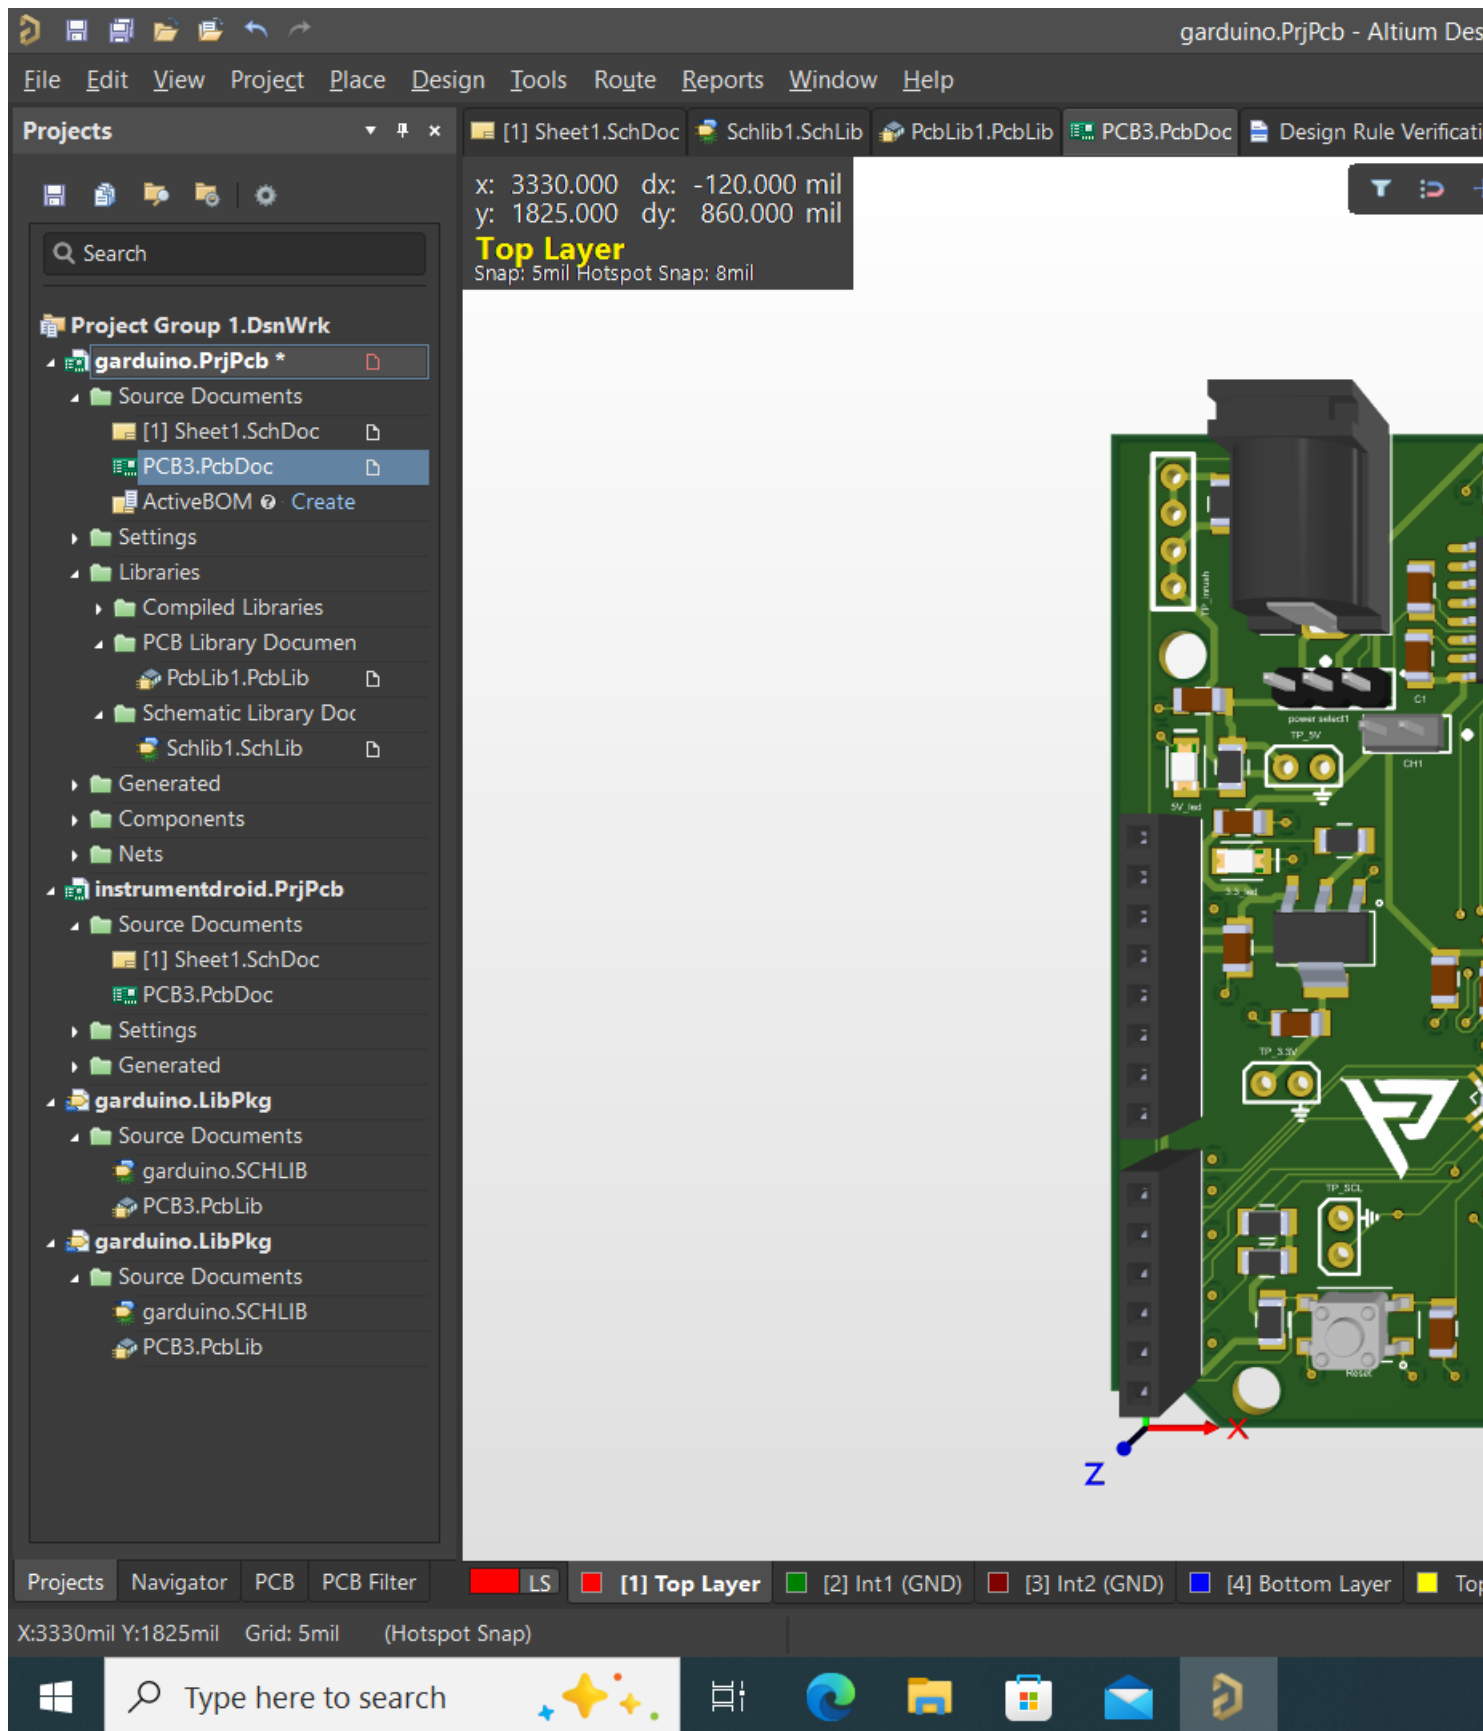 garduino.PrjPcb - Altium Des
File Edit View Project Place Design Tools Route Reports Window Help
Projects
[1] Sheet1.SchDoc Schlib1.SchLib PcbLib1.PcbLib PCB3.PcbDoc Design Rule Verificati
x: 3330.000 dx: -120.000 mil
y: 1825.000 dy: 860.000 mil
Top Layer
Snap: 5mil Hotspot Snap: 8mil
Search
Project Group 1.DsnWrk
garduino.PrjPcb *
Source Documents
[1] Sheet1.SchDoc
PCB3.PcbDoc
ActiveBOM Create
Settings
Libraries
Compiled Libraries
PCB Library Documen
PcbLib1.PcbLib
Schematic Library Doc
Schlib1.SchLib
Generated
Components
Nets
instrumentdroid.PrjPcb
Source Documents
[1] Sheet1.SchDoc
PCB3.PcbDoc
Settings
Generated
garduino.LibPkg
Source Documents
garduino.SCHLIB
PCB3.PcbLib
garduino.LibPkg
Source Documents
garduino.SCHLIB
PCB3.PcbLib
TP_inrush
C1
power select1
TP_5V
CH1
5V_led
3.3_led
TP_3.3V
TP_SCL
Reset
X
Z
Projects Navigator PCB PCB Filter
LS [1] Top Layer [2] Int1 (GND) [3] Int2 (GND) [4] Bottom Layer Top
X:3330mil Y:1825mil Grid: 5mil (Hotspot Snap)
Type here to search